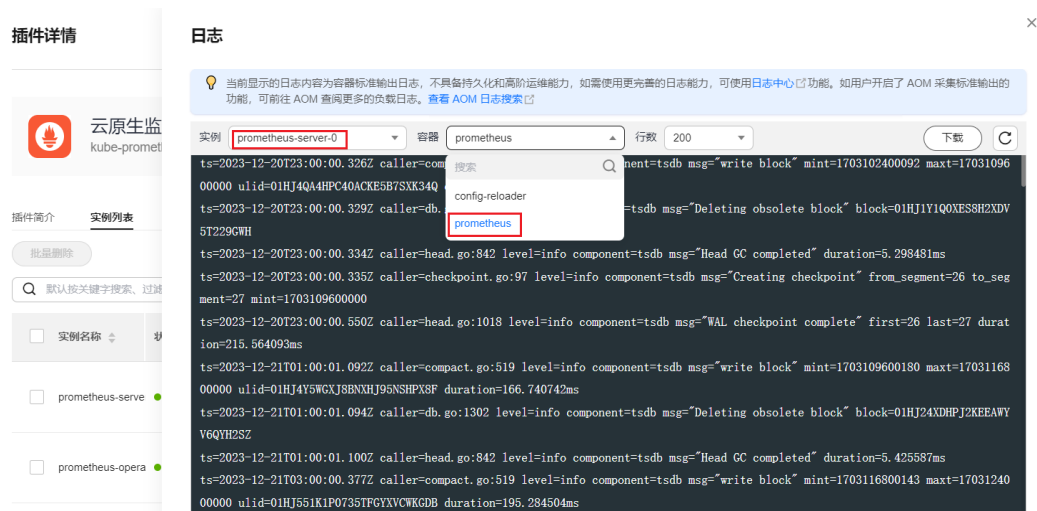 插件详情
日志
当前显示的日志内容为容器标准输出日志，不具备持久化和高阶运维能力，如需使用更完善的日志能力，可使用日志中心功能。如用户开启了 AOM 采集标准输出的
功能，可前往 AOM 查阅更多的负载日志。查看 AOM 日志搜索
云原生监
kube-promet
实例 prometheus-server-0 容器 prometheus 行数 200 下载
搜索
config-reloader
prometheus
ts=2023-12-20T23:00:00.326Z caller=com nent=tsdb msg="write block" mint=1703102400092 maxt=17031096
00000 ulid=01HJ4QA4HPC40ACKE5B7SXK34Q
ts=2023-12-20T23:00:00.329Z caller=db. =tsdb msg="Deleting obsolete block" block=01HJ1Y1Q0XES8H2XDV
5T229GWH
ts=2023-12-20T23:00:00.334Z caller=head.go:842 level=info component=tsdb msg="Head GC completed" duration=5.298481ms
ts=2023-12-20T23:00:00.335Z caller=checkpoint.go:97 level=info component=tsdb msg="Creating checkpoint" from_segment=26 to_seg
ment=27 mint=1703109600000
ts=2023-12-20T23:00:00.550Z caller=head.go:1018 level=info component=tsdb msg="WAL checkpoint complete" first=26 last=27 durat
ion=215.564093ms
ts=2023-12-21T01:00:01.092Z caller=compact.go:519 level=info component=tsdb msg="write block" mint=1703109600180 maxt=17031168
00000 ulid=01HJ4Y5WGXJ8BNXHJ95NSHPX8F duration=166.740742ms
ts=2023-12-21T01:00:01.094Z caller=db.go:1302 level=info component=tsdb msg="Deleting obsolete block" block=01HJ24XDHPJ2KEEAWY
V6QYH2SZ
ts=2023-12-21T01:00:01.100Z caller=head.go:842 level=info component=tsdb msg="Head GC completed" duration=5.425587ms
ts=2023-12-21T03:00:00.377Z caller=compact.go:519 level=info component=tsdb msg="write block" mint=1703116800143 maxt=17031240
00000 ulid=01HJ551K1P0735TFGYXVCWKGDB duration=195.284504ms
插件简介 实例列表
批量删除
默认按关键字搜索、过滤
实例名称
prometheus-serve
prometheus-opera